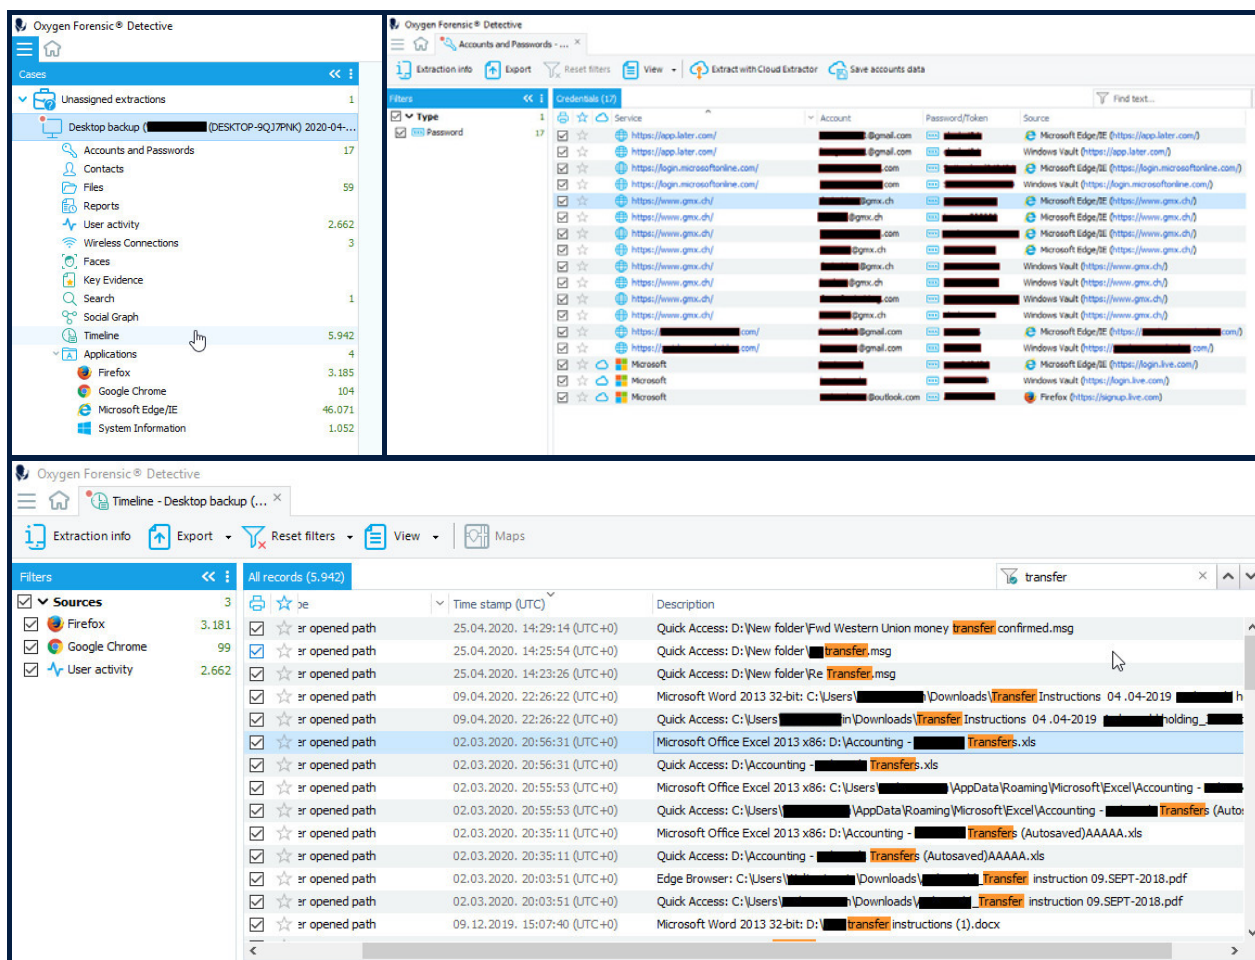 Oxygen Forensic® Detective
Cases
Unassigned extractions 1
Desktop backup ( (DESKTOP-9QJ7PNK) 2020-04-...
Accounts and Passwords 17
Contacts
Files 59
Reports
User activity 2.662
Wireless Connections 3
Faces
Key Evidence
Search 1
Social Graph
Timeline 5.942
Applications 4
Firefox 3.185
Google Chrome 104
Microsoft Edge/IE 46.071
System Information 1.052
Oxygen Forensic® Detective
Accounts and Passwords - ... ×
Extraction info Export Reset filters View Extract with Cloud Extractor Save accounts data
Filters Credentials (17) Find text...
Type 1 Service Account Password/Token Source
Password 17 https://app.later.com/ @gmail.com Microsoft Edge/IE (https://app.later.com/)
https://app.later.com/ @gmail.com Windows Vault (https://app.later.com/)
https://login.microsoftonline.com/ .com Microsoft Edge/IE (https://login.microsoftonline.com/)
https://login.microsoftonline.com/ com Windows Vault (https://login.microsoftonline.com/)
https://www.gmx.ch/ @gmx.ch Microsoft Edge/IE (https://www.gmx.ch/)
https://www.gmx.ch/ @gmx.ch Microsoft Edge/IE (https://www.gmx.ch/)
https://www.gmx.ch/ .com Microsoft Edge/IE (https://www.gmx.ch/)
https://www.gmx.ch/ @gmx.ch Microsoft Edge/IE (https://www.gmx.ch/)
https://www.gmx.ch/ @gmx.ch Windows Vault (https://www.gmx.ch/)
https://www.gmx.ch/ @gmx.ch Windows Vault (https://www.gmx.ch/)
https://www.gmx.ch/ .com Windows Vault (https://www.gmx.ch/)
https://www.gmx.ch/ @gmx.ch Windows Vault (https://www.gmx.ch/)
https:// com/ @gmail.com Microsoft Edge/IE (https:// com/)
https:// .com/ @gmail.com Windows Vault (https:// .com/)
Microsoft Microsoft Edge/IE (https://login.live.com/)
Microsoft Windows Vault (https://login.live.com/)
Microsoft @outlook.com Firefox (https://signup.live.com)
Oxygen Forensic® Detective
Timeline - Desktop backup (... ×
Extraction info Export Reset filters View Maps
Filters All records (5.942) transfer ×
Sources 3 pe Time stamp (UTC) Description
Firefox 3.181 er opened path 25.04.2020. 14:29:14 (UTC+0) Quick Access: D:\New folder\Fwd Western Union money transfer confirmed.msg
Google Chrome 99 er opened path 25.04.2020. 14:25:54 (UTC+0) Quick Access: D:\New folder\ transfer.msg
User activity 2.662 er opened path 25.04.2020. 14:23:26 (UTC+0) Quick Access: D:\New folder\Re Transfer.msg
er opened path 09.04.2020. 22:26:22 (UTC+0) Microsoft Word 2013 32-bit: C:\Users\ \Downloads\Transfer Instructions 04 .04-2019 h
er opened path 09.04.2020. 22:26:22 (UTC+0) Quick Access: C:\Users in\Downloads\Transfer Instructions 04 .04-2019 holding_
er opened path 02.03.2020. 20:56:31 (UTC+0) Microsoft Office Excel 2013 x86: D:\Accounting - Transfers.xls
er opened path 02.03.2020. 20:56:31 (UTC+0) Quick Access: D:\Accounting - Transfers.xls
er opened path 02.03.2020. 20:55:53 (UTC+0) Microsoft Office Excel 2013 x86: C:\Users\ \AppData\Roaming\Microsoft\Excel\Accounting -
er opened path 02.03.2020. 20:55:53 (UTC+0) Quick Access: C:\Users\ \AppData\Roaming\Microsoft\Excel\Accounting - Transfers (Auto
er opened path 02.03.2020. 20:35:11 (UTC+0) Microsoft Office Excel 2013 x86: D:\Accounting - Transfers (Autosaved)AAAAA.xls
er opened path 02.03.2020. 20:35:11 (UTC+0) Quick Access: D:\Accounting - Transfers (Autosaved)AAAAA.xls
er opened path 02.03.2020. 20:03:51 (UTC+0) Edge Browser: C:\Users\ \Downloads\ _Transfer instruction 09.SEPT-2018.pdf
er opened path 02.03.2020. 20:03:51 (UTC+0) Quick Access: C:\Users\ \Downloads\ _Transfer instruction 09.SEPT-2018.pdf
er opened path 09.12.2019. 15:07:40 (UTC+0) Microsoft Word 2013 32-bit: D:\ transfer instructions (1).docx